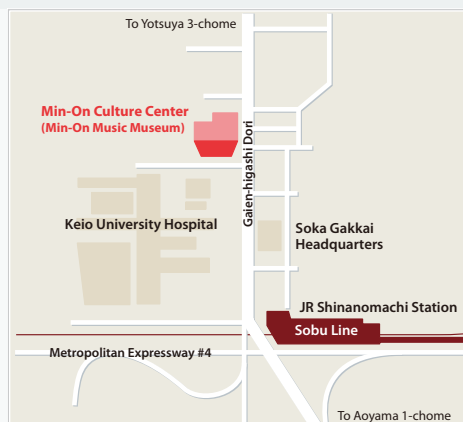 To Yotsuya 3-chome
Min-On Culture Center
(Min-On Music Museum)
Gaien-higashi Dori
Keio University Hospital
Soka Gakkai
Headquarters
JR Shinanomachi Station
Sobu Line
Metropolitan Expressway #4
To Aoyama 1-chome